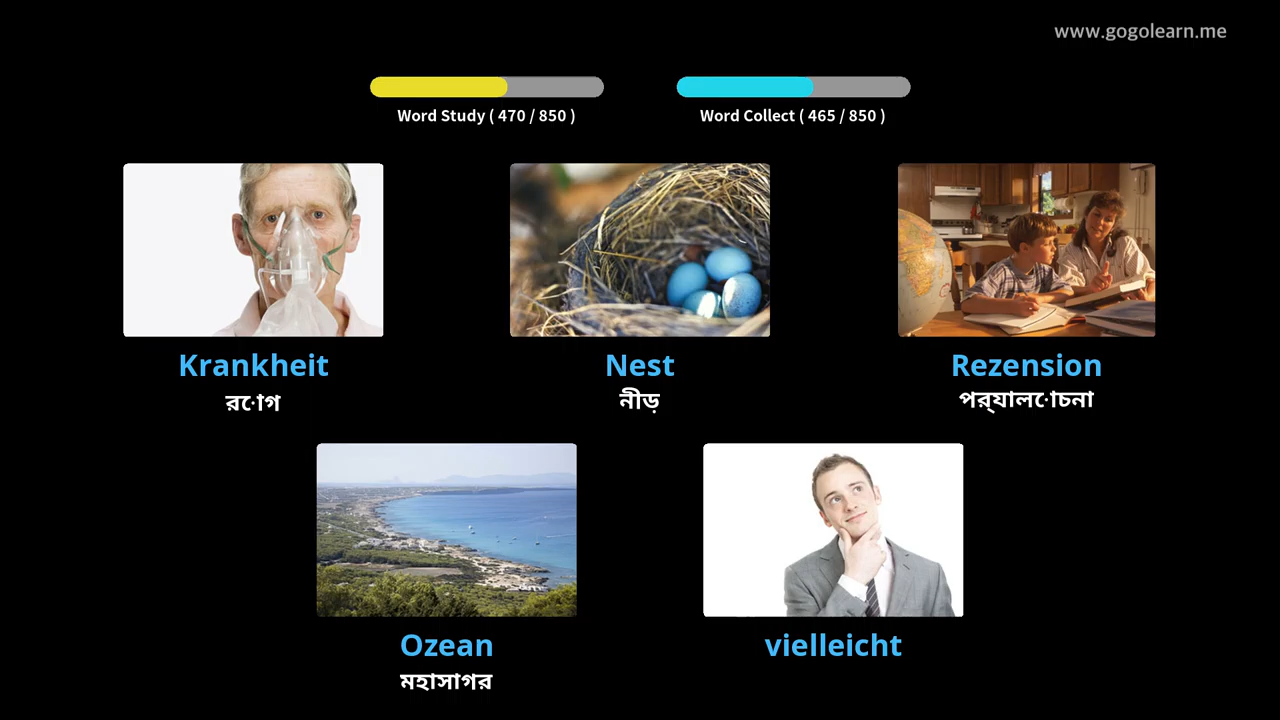 www.gogolearn.me
Word Study ( 470 / 850 )
Word Collect ( 465 / 850 )
Krankheit
রোগ
Nest
নীড়
Rezension
পর্যালোচনা
Ozean
মহাসাগর
vielleicht